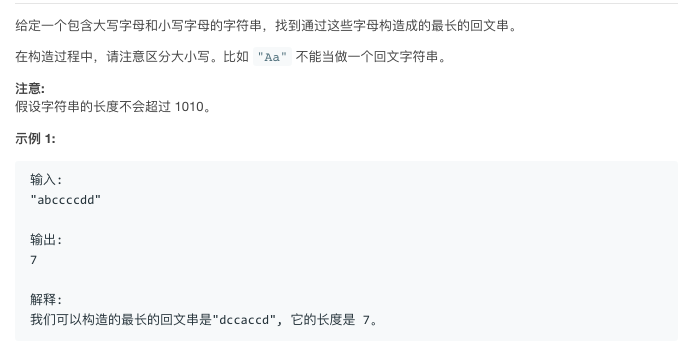 给定一个包含大写字母和小写字母的字符串，找到通过这些字母构造成的最长的回文串。
在构造过程中，请注意区分大小写。比如 "Aa" 不能当做一个回文字符串。
注意:
假设字符串的长度不会超过 1010。
示例 1:
输入:
"abccccdd"
输出:
7
解释:
我们可以构造的最长的回文串是"dccaccd", 它的长度是 7。